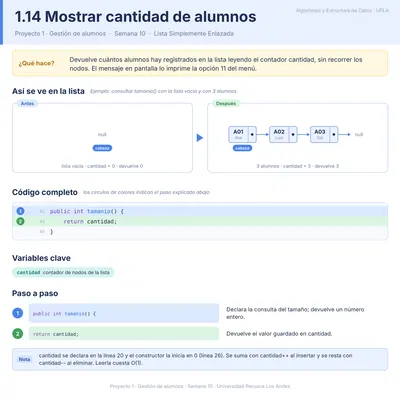 1.14 Mostrar cantidad de alumnos
Algoritmos y Estructura de Datos · UPLA
Proyecto 1 · Gestión de alumnos · Semana 10 · Lista Simplemente Enlazada
¿Qué hace?
Devuelve cuántos alumnos hay registrados en la lista leyendo el contador cantidad, sin recorrer los
nodos. El mensaje en pantalla lo imprime la opción 11 del menú.
Así se ve en la lista
Ejemplo: consultar tamanio() con la lista vacía y con 3 alumnos
Antes
null
cabeza
lista vacía · cantidad = 0 · devuelve 0
Después
A01
A02
A03
null
Ana
Luis
cabeza
3 alumnos · cantidad = 3 · devuelve 3
Código completo
los círculos de colores indican el paso explicado abajo
1 public int tamanio() {
2 return cantidad;
}
Variables clave
cantidad contador de nodos de la lista
Paso a paso
1 public int tamanio() {
Declara la consulta del tamaño; devuelve un número
entero.
2 return cantidad;
Devuelve el valor guardado en cantidad.
Nota
cantidad se declara en la línea 20 y el constructor la inicia en 0 (línea 26). Se suma con cantidad++ al insertar y se resta con
cantidad-- al eliminar. Leerla cuesta O(1).
Proyecto 1 · Gestión de alumnos · Semana 10 · Universidad Peruana Los Andes